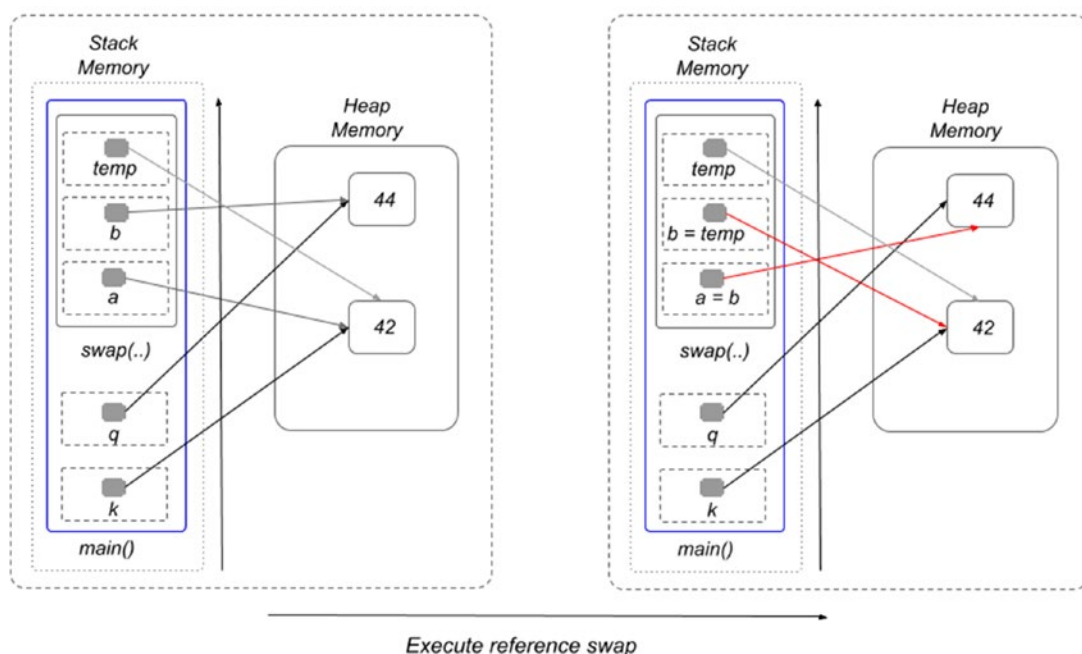 Stack
Memory
Heap
Memory
temp
44
b
a
42
swap(..)
q
k
main()
Stack
Memory
Heap
Memory
temp
44
b = temp
a = b
42
swap(..)
q
k
main()
Execute reference swap